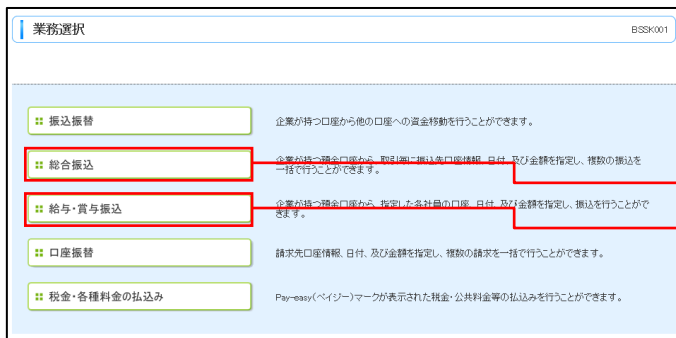 業務選択
BSSK001
振込振替
企業が持つ口座から他の口座への資金移動を行うことができます。
総合振込
企業が持つ預金口座から、取引毎に振込先口座情報、日付、及び金額を指定し、複数の振込を
一括で行うことができます。
給与・賞与振込
企業が持つ預金口座から、指定した各社員の口座、日付、及び金額を指定し、振込を行うことがで
きます。
口座振替
請求先口座情報、日付、及び金額を指定し、複数の請求を一括で行うことができます。
税金・各種料金の払込み
Pay-easy(ペイジー)マークが表示された税金・公共料金等の払込みを行うことができます。